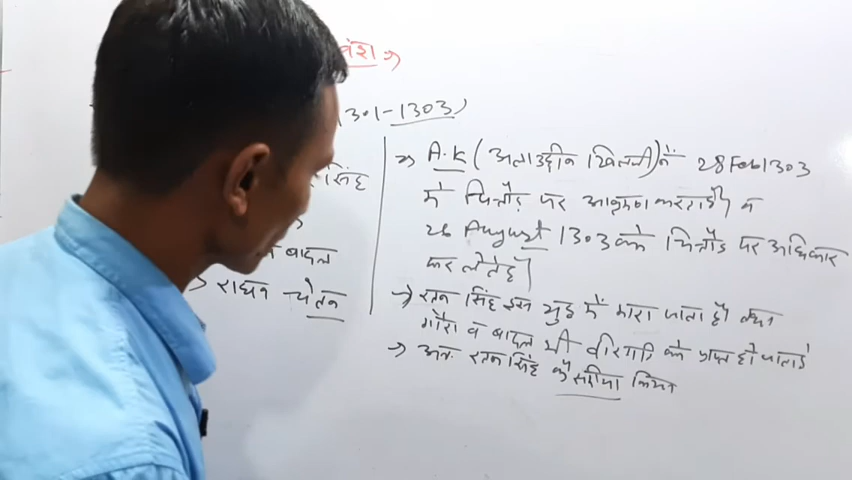 वंश →
1301-1303)
सिंह
बादल
→ राघव चेतन
→ A.K (अलाउद्दीन खिलजी) ने 28 Feb 1303
में चित्तौड़ पर आक्रमण करता है। व
26 August 1303 को चित्तौड़ पर अधिकार
कर लेते है।
→ रतन सिंह इस युद्ध में मारा जाता है। तथा
गौरा व बादल भी वीरगति को प्राप्त हो जाता है
→ अतः रतन सिंह केसरीया किया